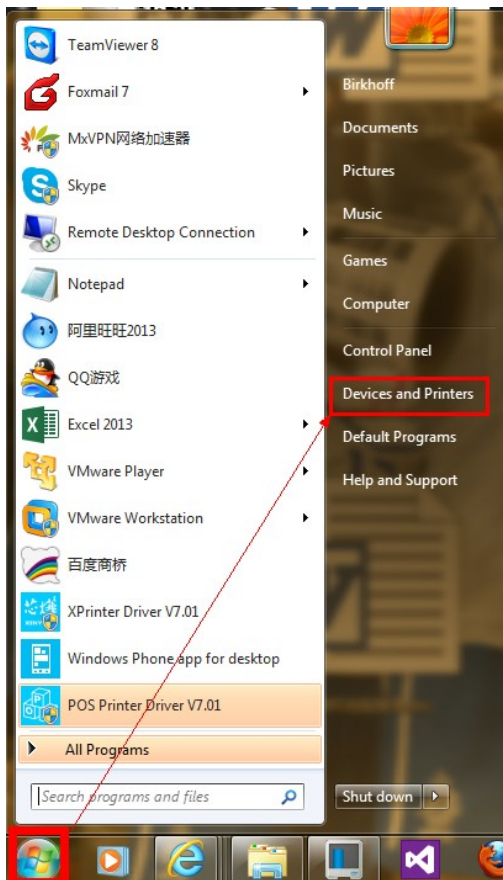 TeamViewer 8
Foxmail 7
MxVPN网络加速器
Skype
Remote Desktop Connection
Notepad
阿里旺旺2013
QQ游戏
Excel 2013
VMware Player
VMware Workstation
百度商桥
XPrinter Driver V7.01
Windows Phone app for desktop
POS Printer Driver V7.01
All Programs
Search programs and files
Birkhoff
Documents
Pictures
Music
Games
Computer
Control Panel
Devices and Printers
Default Programs
Help and Support
Shut down